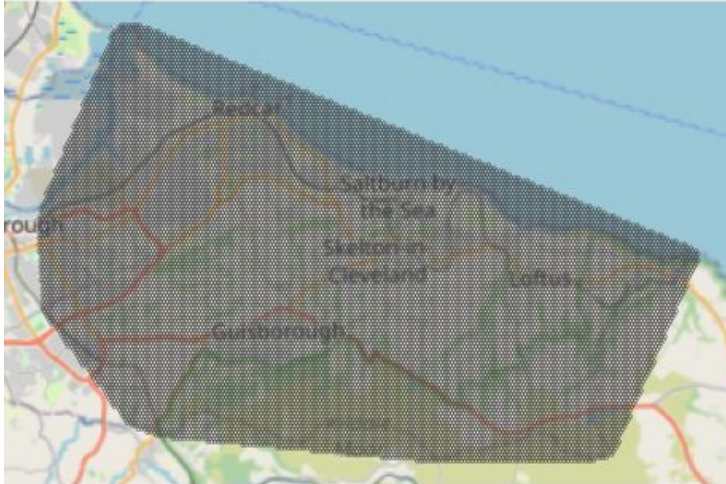 Redcar
Saltburn by
the Sea
rough
Skelton-in-
Cleveland
Loftus
Guisborough